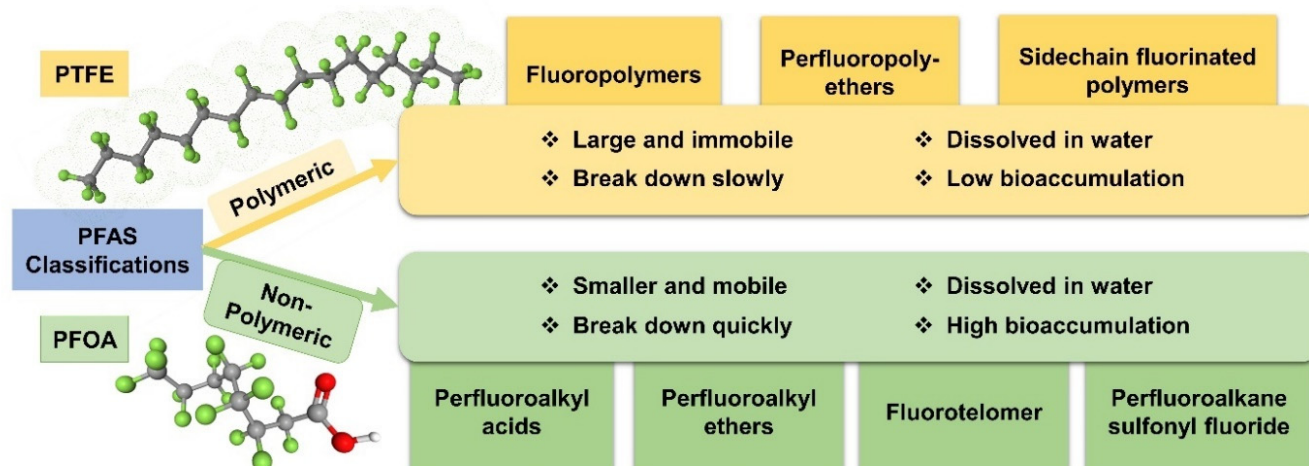 PTFE
Fluoropolymers
Perfluoropoly-
ethers
Sidechain fluorinated
polymers
❖ Large and immobile
❖ Dissolved in water
❖ Break down slowly
❖ Low bioaccumulation
Polymeric
PFAS
Classifications
Non-
Polymeric
❖ Smaller and mobile
❖ Dissolved in water
❖ Break down quickly
❖ High bioaccumulation
PFOA
Perfluoroalkyl
acids
Perfluoroalkyl
ethers
Fluorotelomer
Perfluoroalkane
sulfonyl fluoride